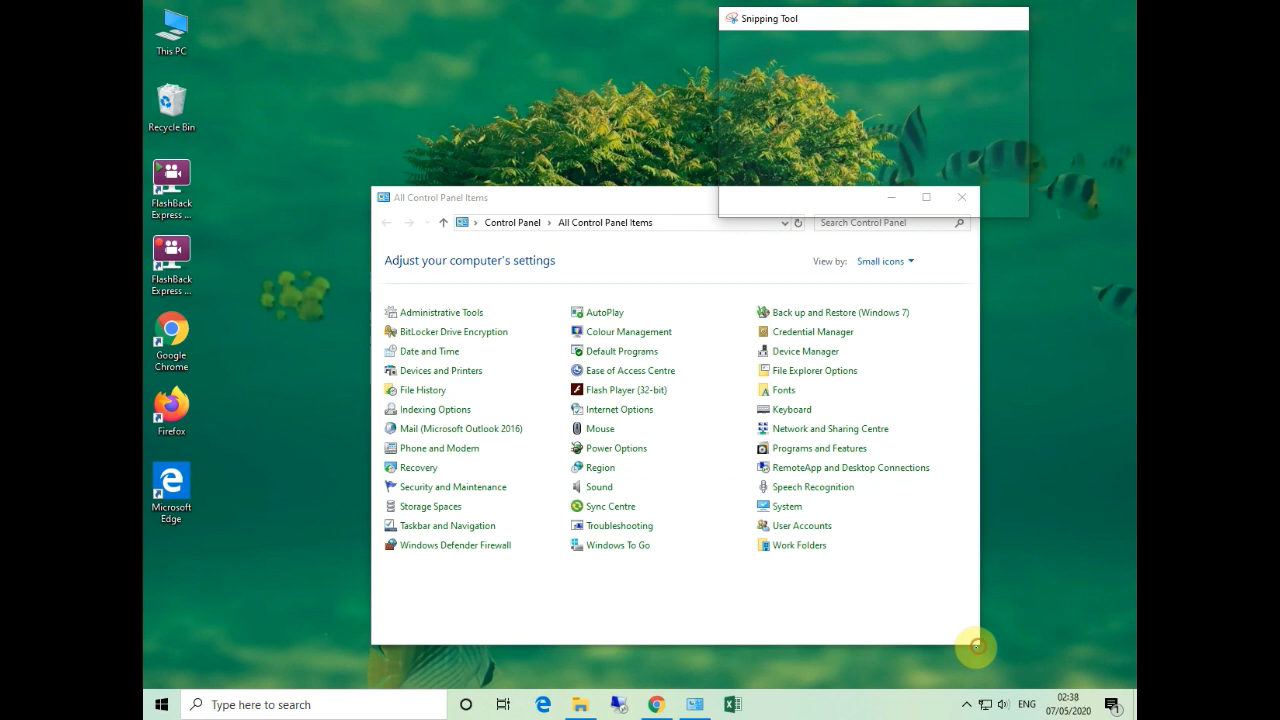 This PC
Recycle Bin
FlashBack
Express ...
FlashBack
Express ...
Google
Chrome
Firefox
Microsoft
Edge
Snipping Tool
All Control Panel Items
Control Panel
All Control Panel Items
Search Control Panel
Adjust your computer's settings
View by: Small icons
Administrative Tools
AutoPlay
Back up and Restore (Windows 7)
BitLocker Drive Encryption
Colour Management
Credential Manager
Date and Time
Default Programs
Device Manager
Devices and Printers
Ease of Access Centre
File Explorer Options
File History
Flash Player (32-bit)
Fonts
Indexing Options
Internet Options
Keyboard
Mail (Microsoft Outlook 2016)
Mouse
Network and Sharing Centre
Phone and Modem
Power Options
Programs and Features
Recovery
Region
RemoteApp and Desktop Connections
Security and Maintenance
Sound
Speech Recognition
Storage Spaces
Sync Centre
System
Taskbar and Navigation
Troubleshooting
User Accounts
Windows Defender Firewall
Windows To Go
Work Folders
Type here to search
ENG
02:38
07/05/2020
1